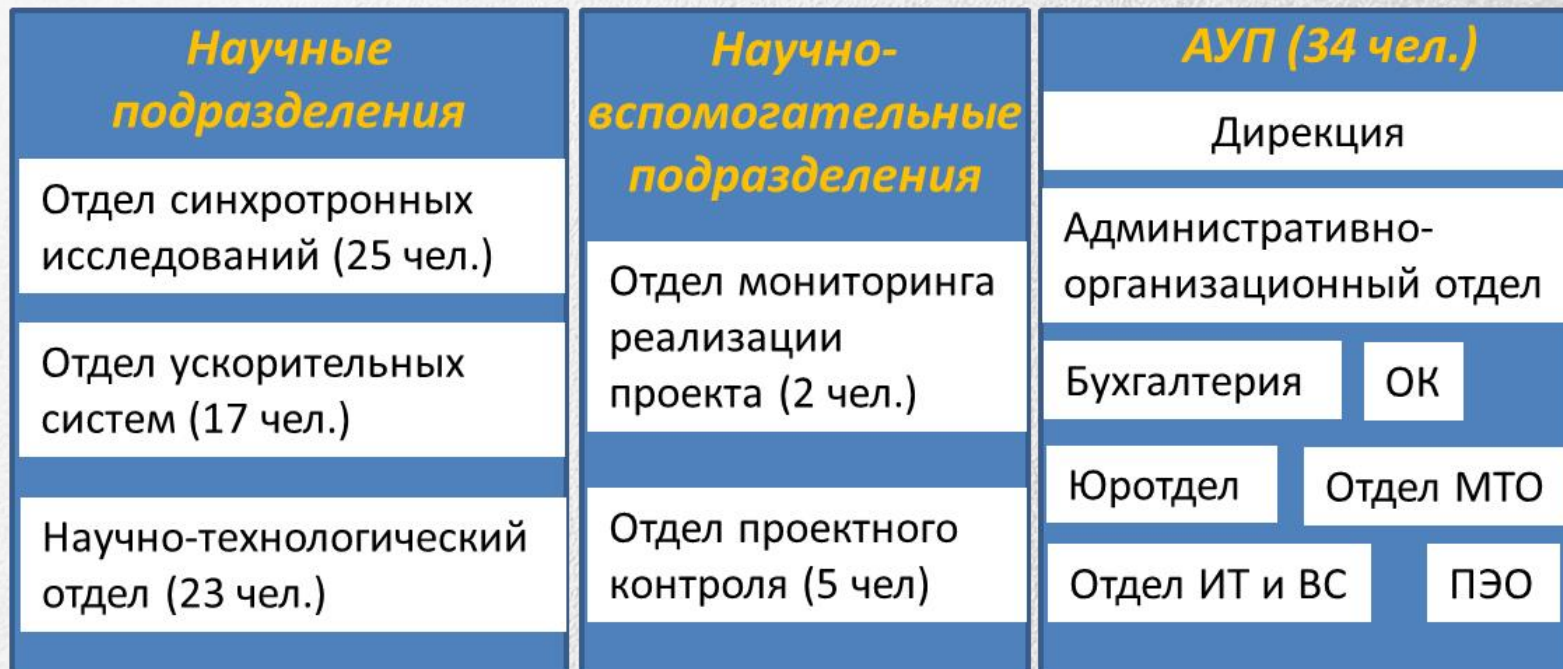 Научные
подразделения
Отдел синхротронных
исследований (25 чел.)
Отдел ускорительных
систем (17 чел.)
Научно-технологический
отдел (23 чел.)
Научно-
вспомогательные
подразделения
Отдел мониторинга
реализации
проекта (2 чел.)
Отдел проектного
контроля (5 чел)
АУП (34 чел.)
Дирекция
Административно-
организационный отдел
Бухгалтерия
ОК
Юротдел
Отдел МТО
Отдел ИТ и ВС
ПЭО